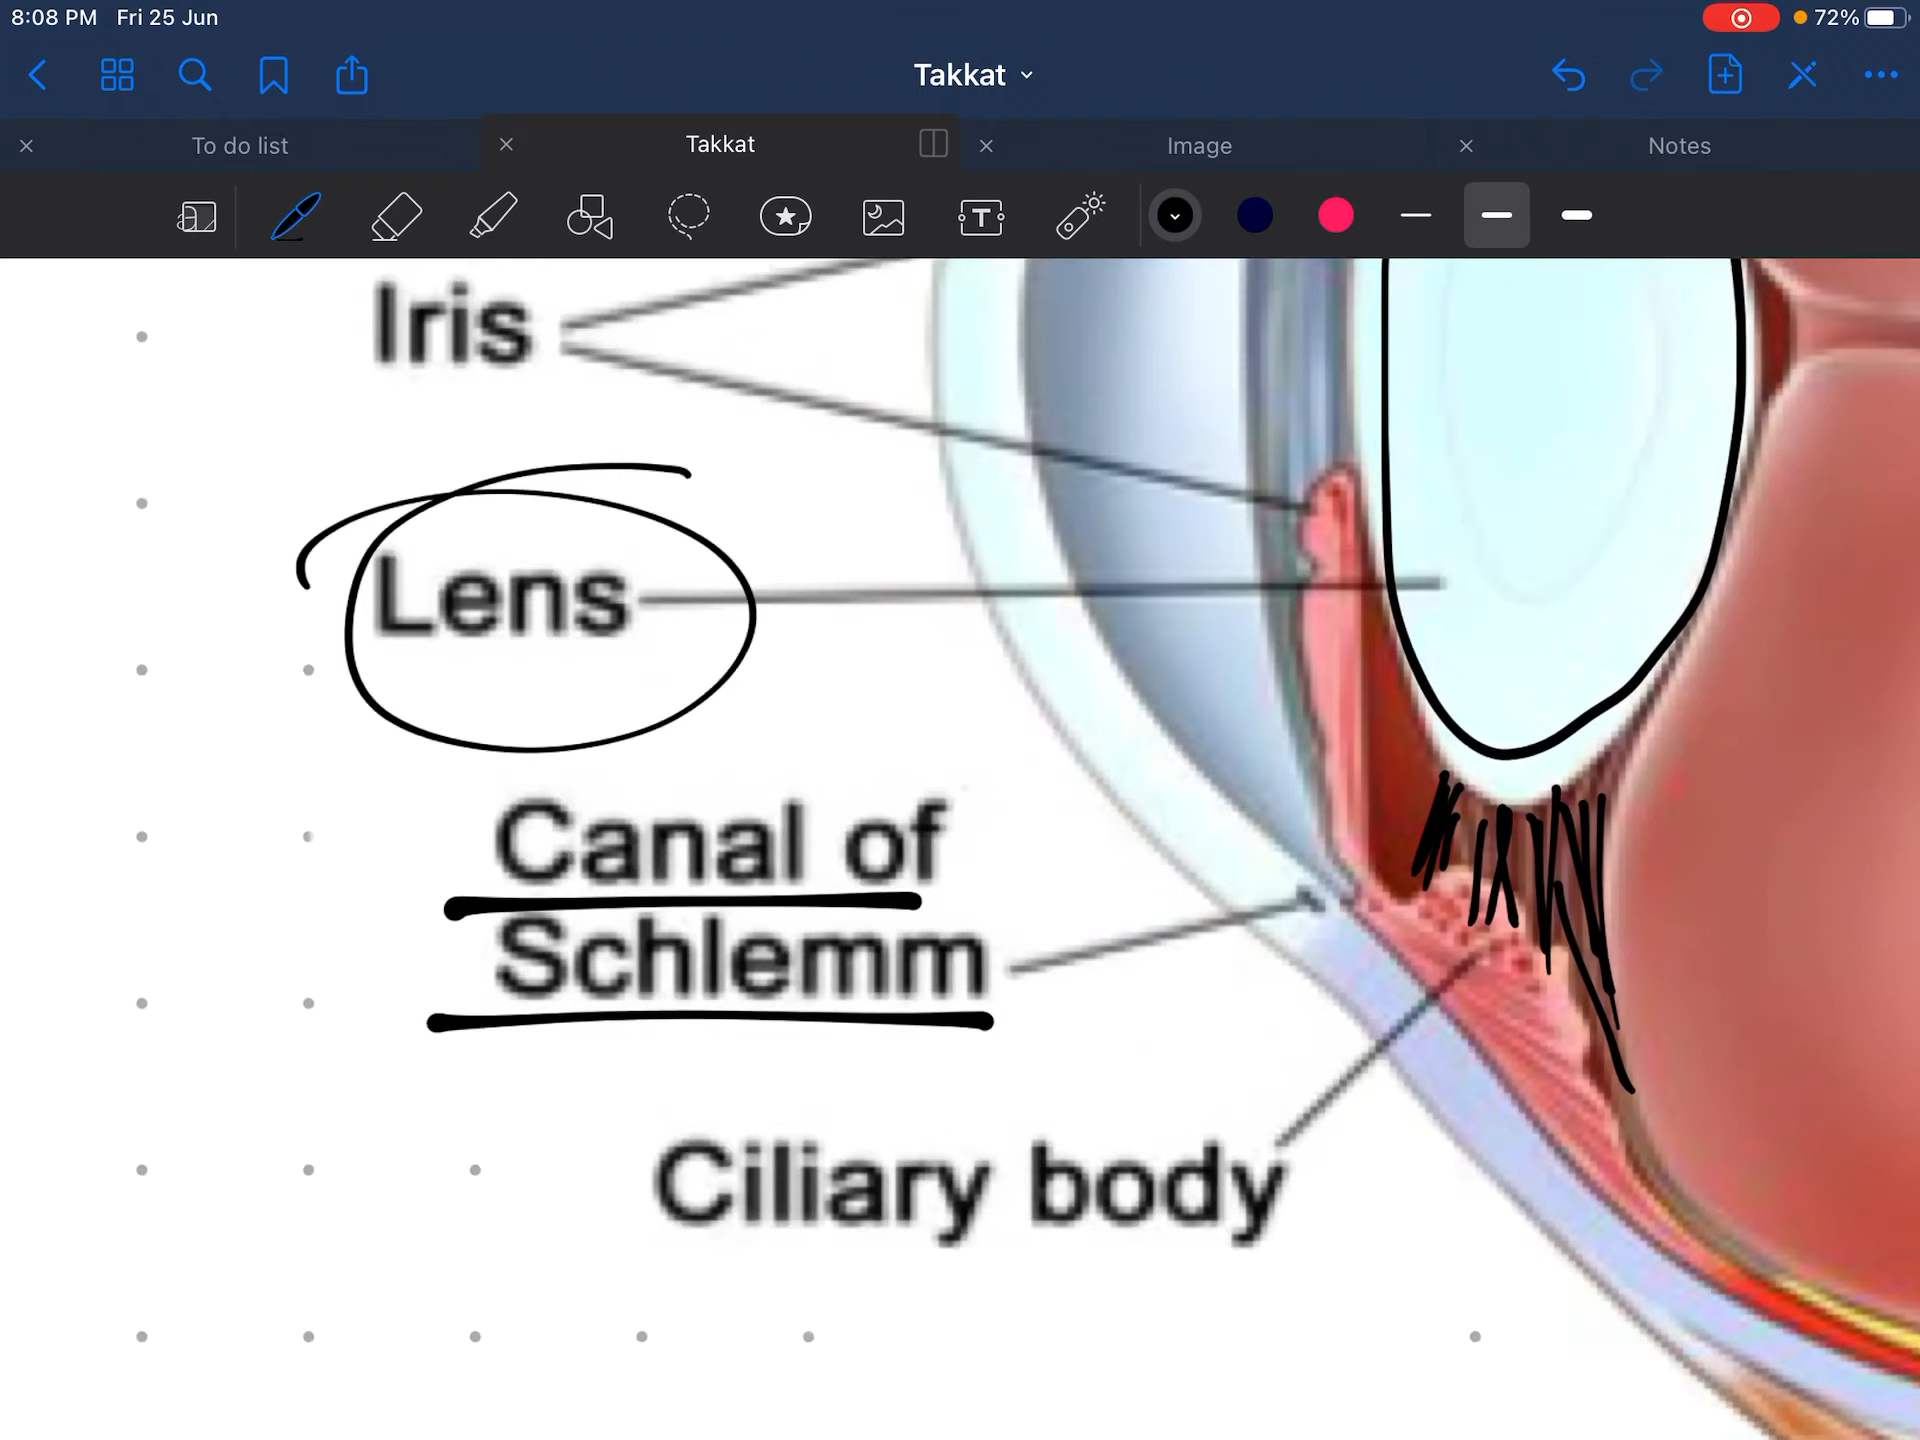 8:08 PM Fri 25 Jun
72%
Takkat
To do list
Takkat
Image
Notes
T
Iris
Lens
Canal of
Schlemm
Ciliary body